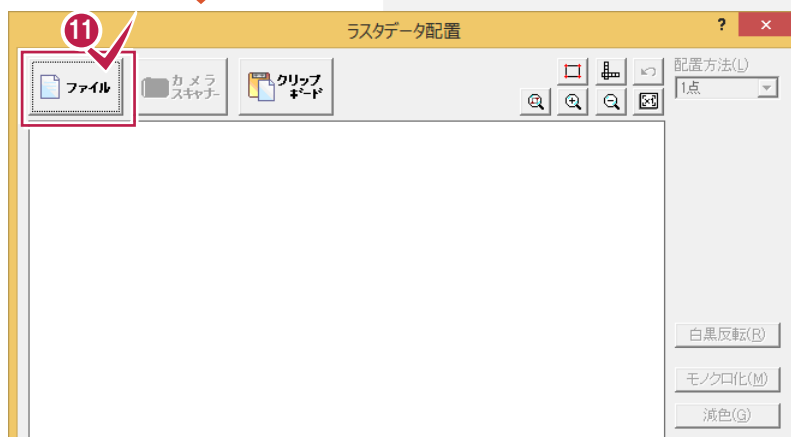 11
ラスタデータ配置
?
×
ファイル
カメラ
スキャナー
クリップ
ボード
配置方法(L)
1点
白黒反転(R)
モノクロ化(M)
減色(G)